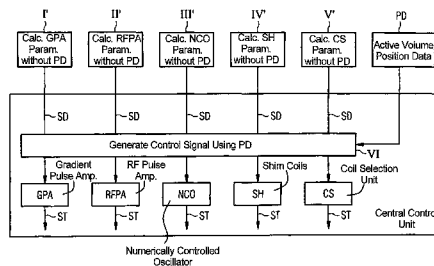 I' II' III' IV' V' PD
Calc. GPA Param. without PD
Calc. RFPA Param. without PD
Calc. NCO Param. without PD
Calc. SH Param. without PD
Calc. CS Param. without PD
Active Volume Position Data
SD SD SD SD SD
Generate Control Signal Using PD
VI
Gradient Pulse Amp.
RF Pulse Amp.
Shim Coils
Coil Selection Unit
GPA RFPA NCO SH CS
ST ST ST ST ST
Central Control Unit
Numerically Controlled Oscillator